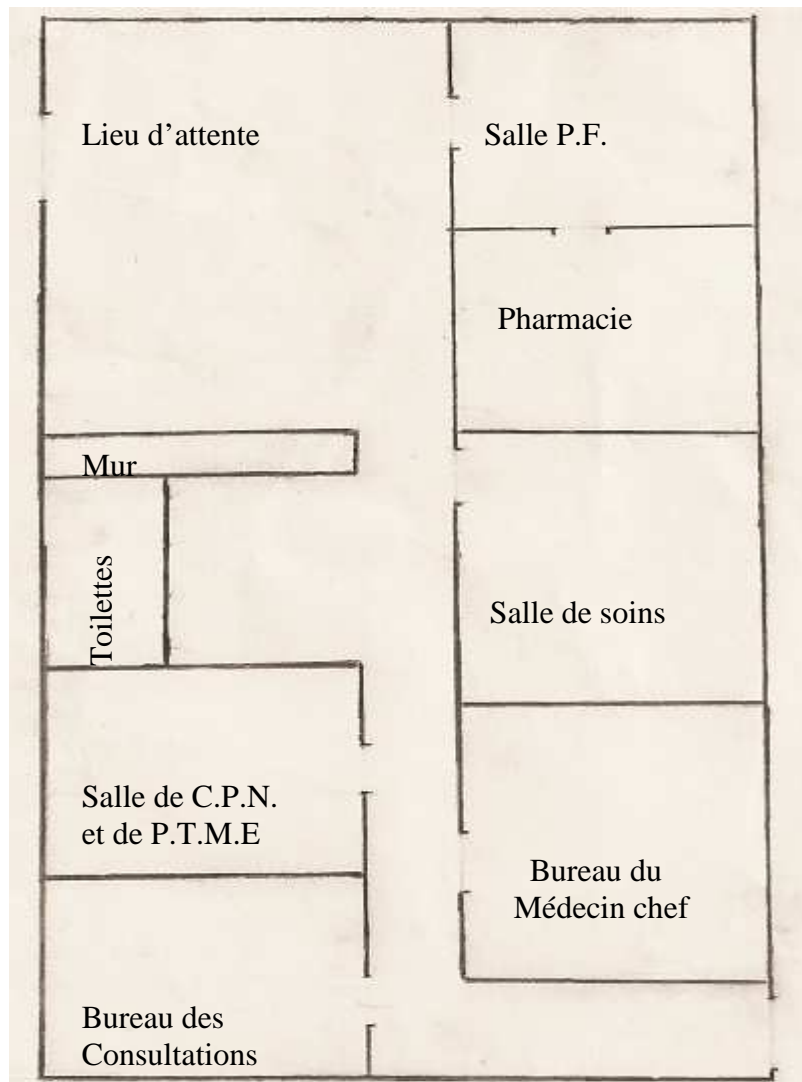 Lieu d’attente
Salle P.F.
Pharmacie
Mur
Toilettes
Salle de soins
Salle de C.P.N.
et de P.T.M.E
Bureau du
Médecin chef
Bureau des
Consultations